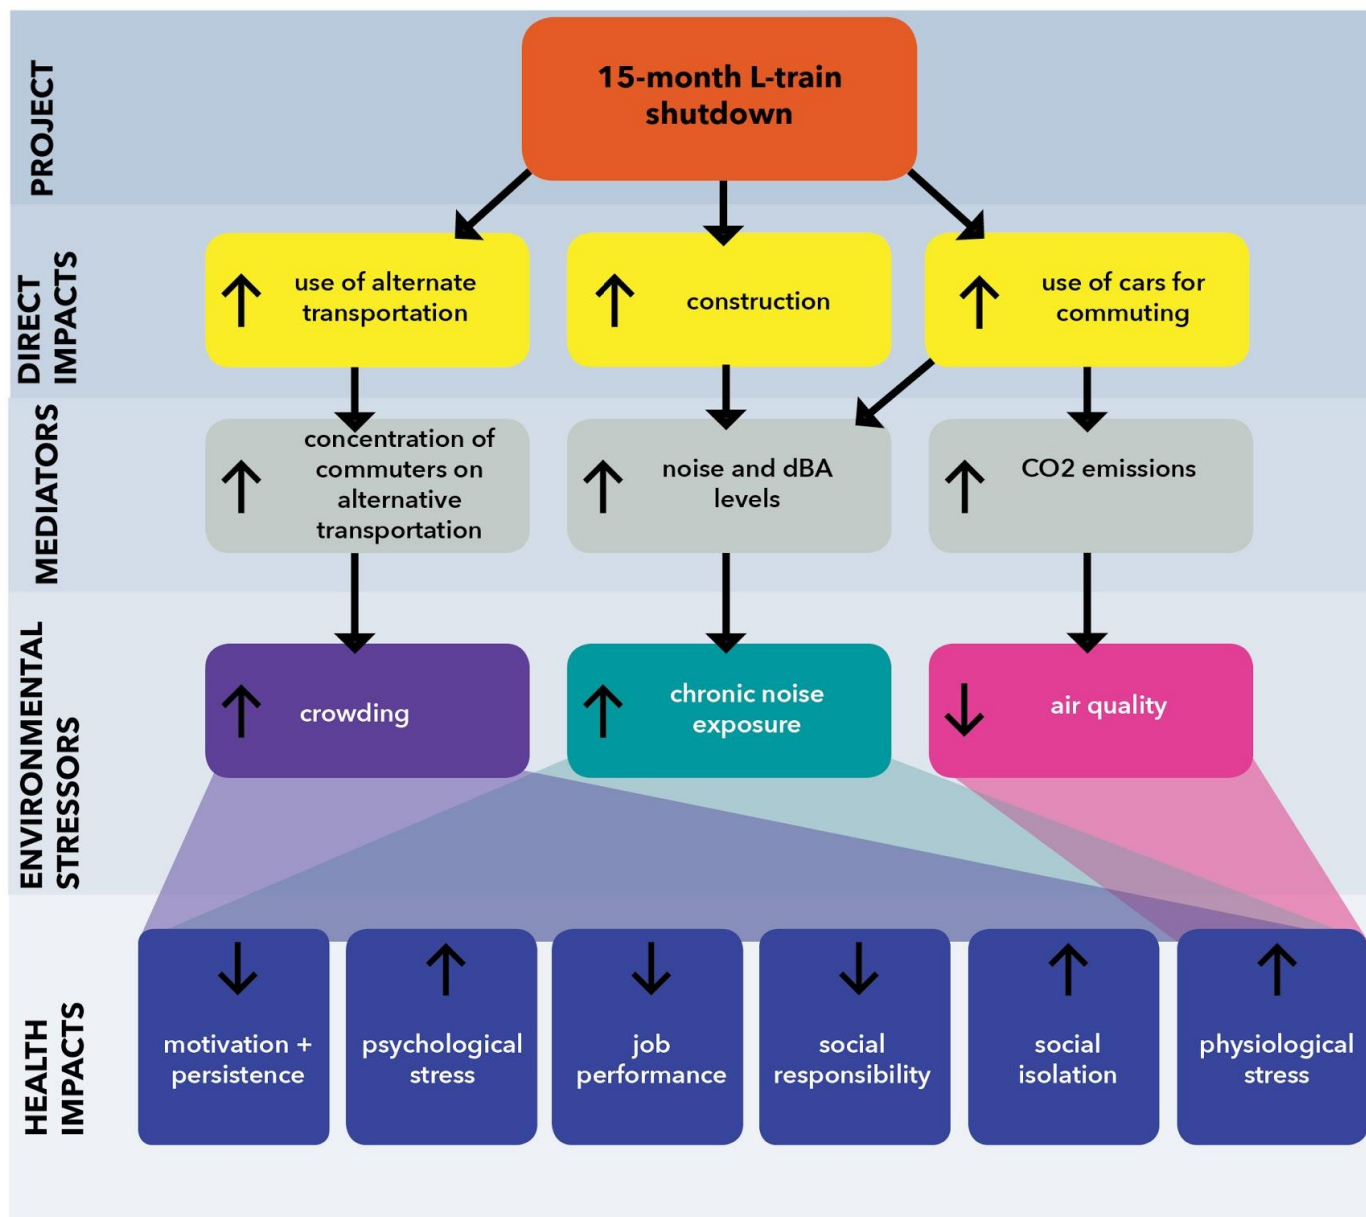 PROJECT
15-month L-train
shutdown
DIRECT
IMPACTS
use of alternate
transportation
construction
use of cars for
commuting
MEDIATORS
concentration of
commuters on
alternative
transportation
noise and dBA
levels
CO2 emissions
ENVIRONMENTAL
STRESSORS
crowding
chronic noise
exposure
air quality
HEALTH
IMPACTS
motivation +
persistence
psychological
stress
job
performance
social
responsibility
social
isolation
physiological
stress